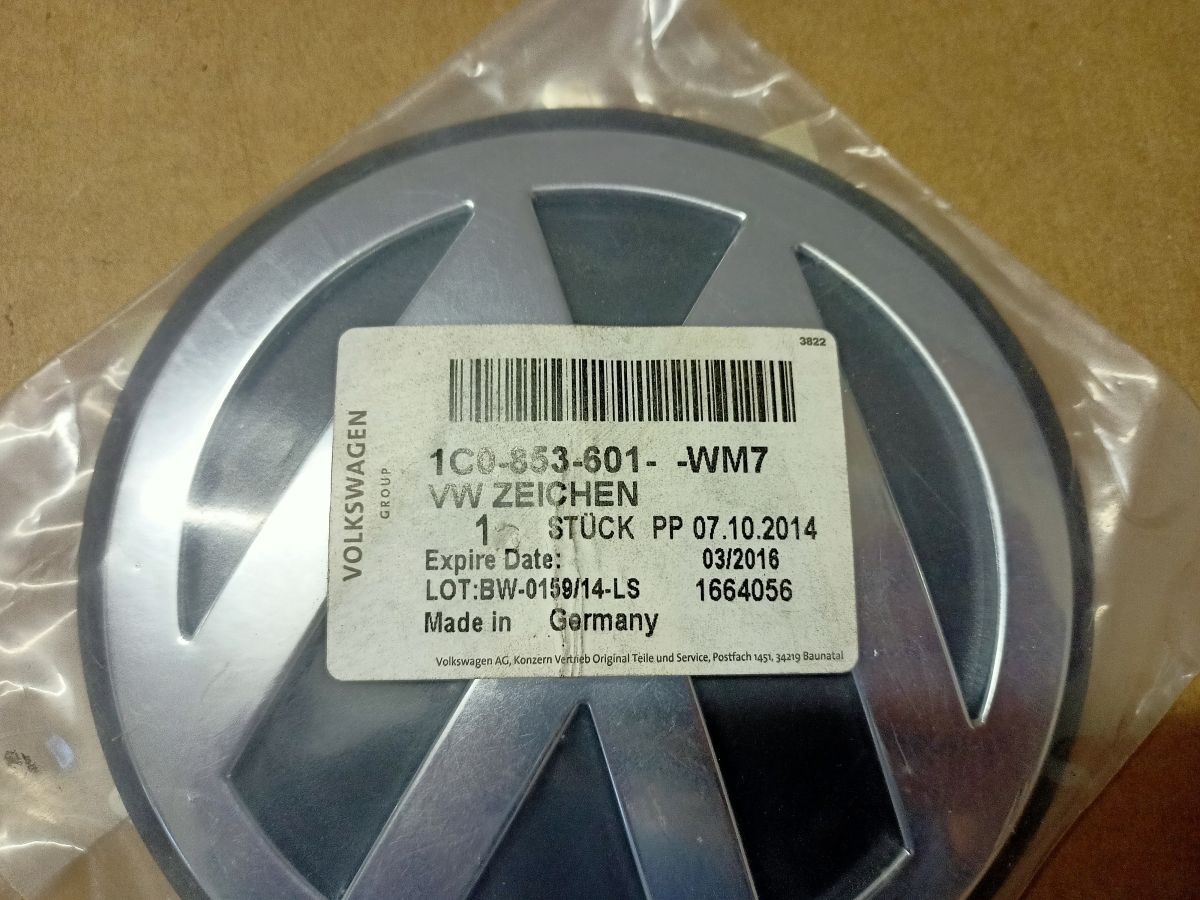 3822
VOLKSWAGEN
GROUP
1C0-853-601- -WM7
VW ZEICHEN
1 STÜCK PP 07.10.2014
Expire Date: 03/2016
LOT:BW-0159/14-LS 1664056
Made in Germany
Volkswagen AG, Konzern Vertrieb Original Teile und Service, Postfach 1451, 34219 Baunatal